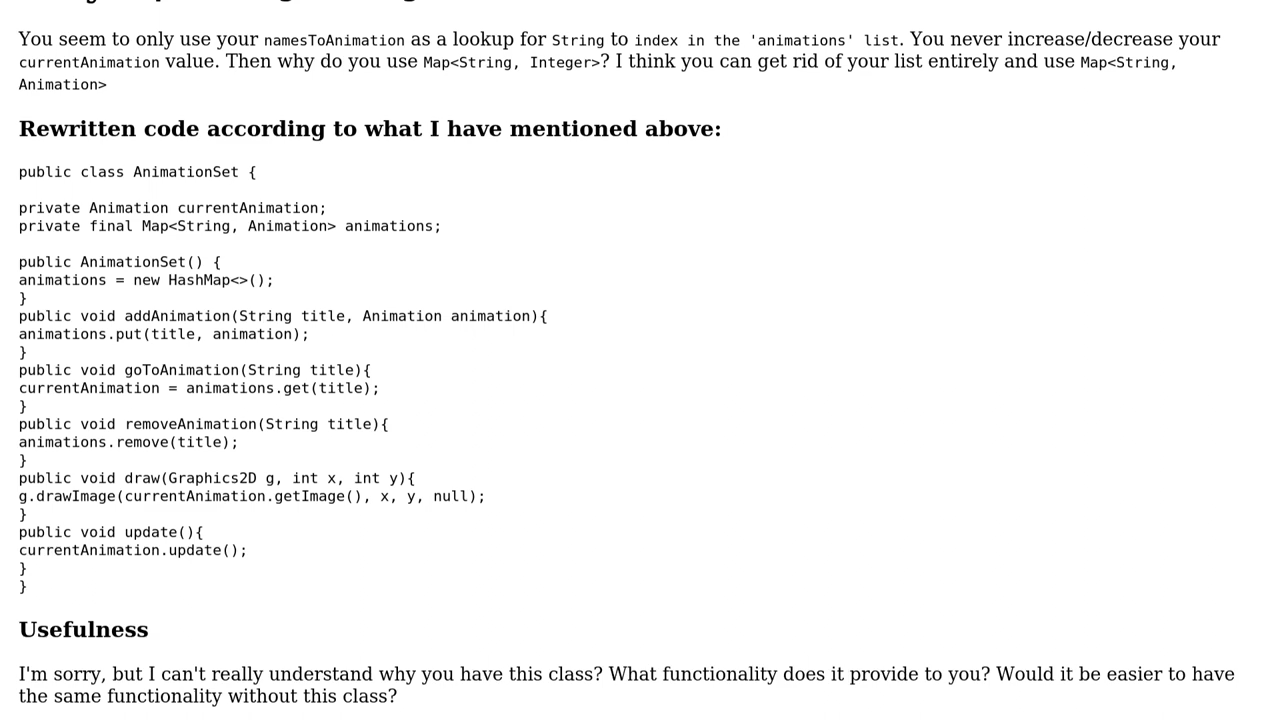 You seem to only use your namesToAnimation as a lookup for String to index in the 'animations' list. You never increase/decrease your
currentAnimation value. Then why do you use Map<String, Integer>? I think you can get rid of your list entirely and use Map<String,
Animation>
Rewritten code according to what I have mentioned above:
public class AnimationSet {
private Animation currentAnimation;
private final Map<String, Animation> animations;
public AnimationSet() {
animations = new HashMap<>();
}
public void addAnimation(String title, Animation animation){
animations.put(title, animation);
}
public void goToAnimation(String title){
currentAnimation = animations.get(title);
}
public void removeAnimation(String title){
animations.remove(title);
}
public void draw(Graphics2D g, int x, int y){
g.drawImage(currentAnimation.getImage(), x, y, null);
}
public void update(){
currentAnimation.update();
}
}
Usefulness
I'm sorry, but I can't really understand why you have this class? What functionality does it provide to you? Would it be easier to have
the same functionality without this class?